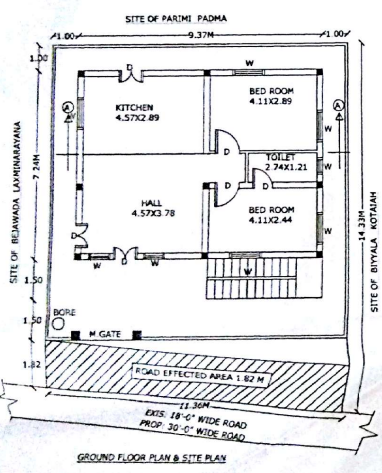 SITE OF PARIMI PADMA
1.00 9.37M 1.00
1.00
D
W
KITCHEN
4.57X2.89
BED ROOM
4.11X2.89
A
A
W
W
7.24M
SITE OF BEJAWADA LAXMINARAYANA
D
TOILET
2.74X1.21
W
D
D
HALL
4.57X3.78
BED ROOM
4.11X2.44
W
14.33M
SITE OF BIYYALA KOTAIAH
D
W
D
W
W
1.50
BORE
1.50
M GATE
1.82
ROAD EFFECTED AREA 1.82 M
11.36M
EXIS: 18'-0" WIDE ROAD
PROP: 30'-0" WIDE ROAD
GROUND FLOOR PLAN & SITE PLAN